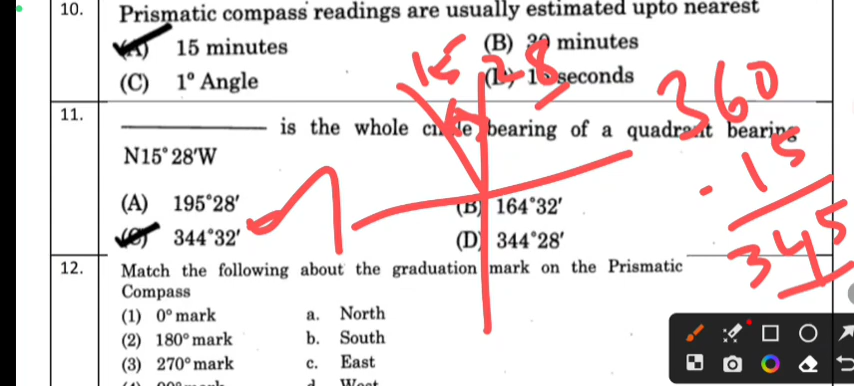 10. Prismatic compass readings are usually estimated upto nearest
(A) 15 minutes (B) 30 minutes
(C) 1° Angle (D) 15 seconds
15 28
360
- 15
345
11. ________ is the whole circle bearing of a quadrant bearing
N15°28'W
(A) 195°28' (B) 164°32'
344°32' (D) 344°28'
12. Match the following about the graduation mark on the Prismatic
Compass
(1) 0° mark a. North
(2) 180° mark b. South
(3) 270° mark c. East
d. West